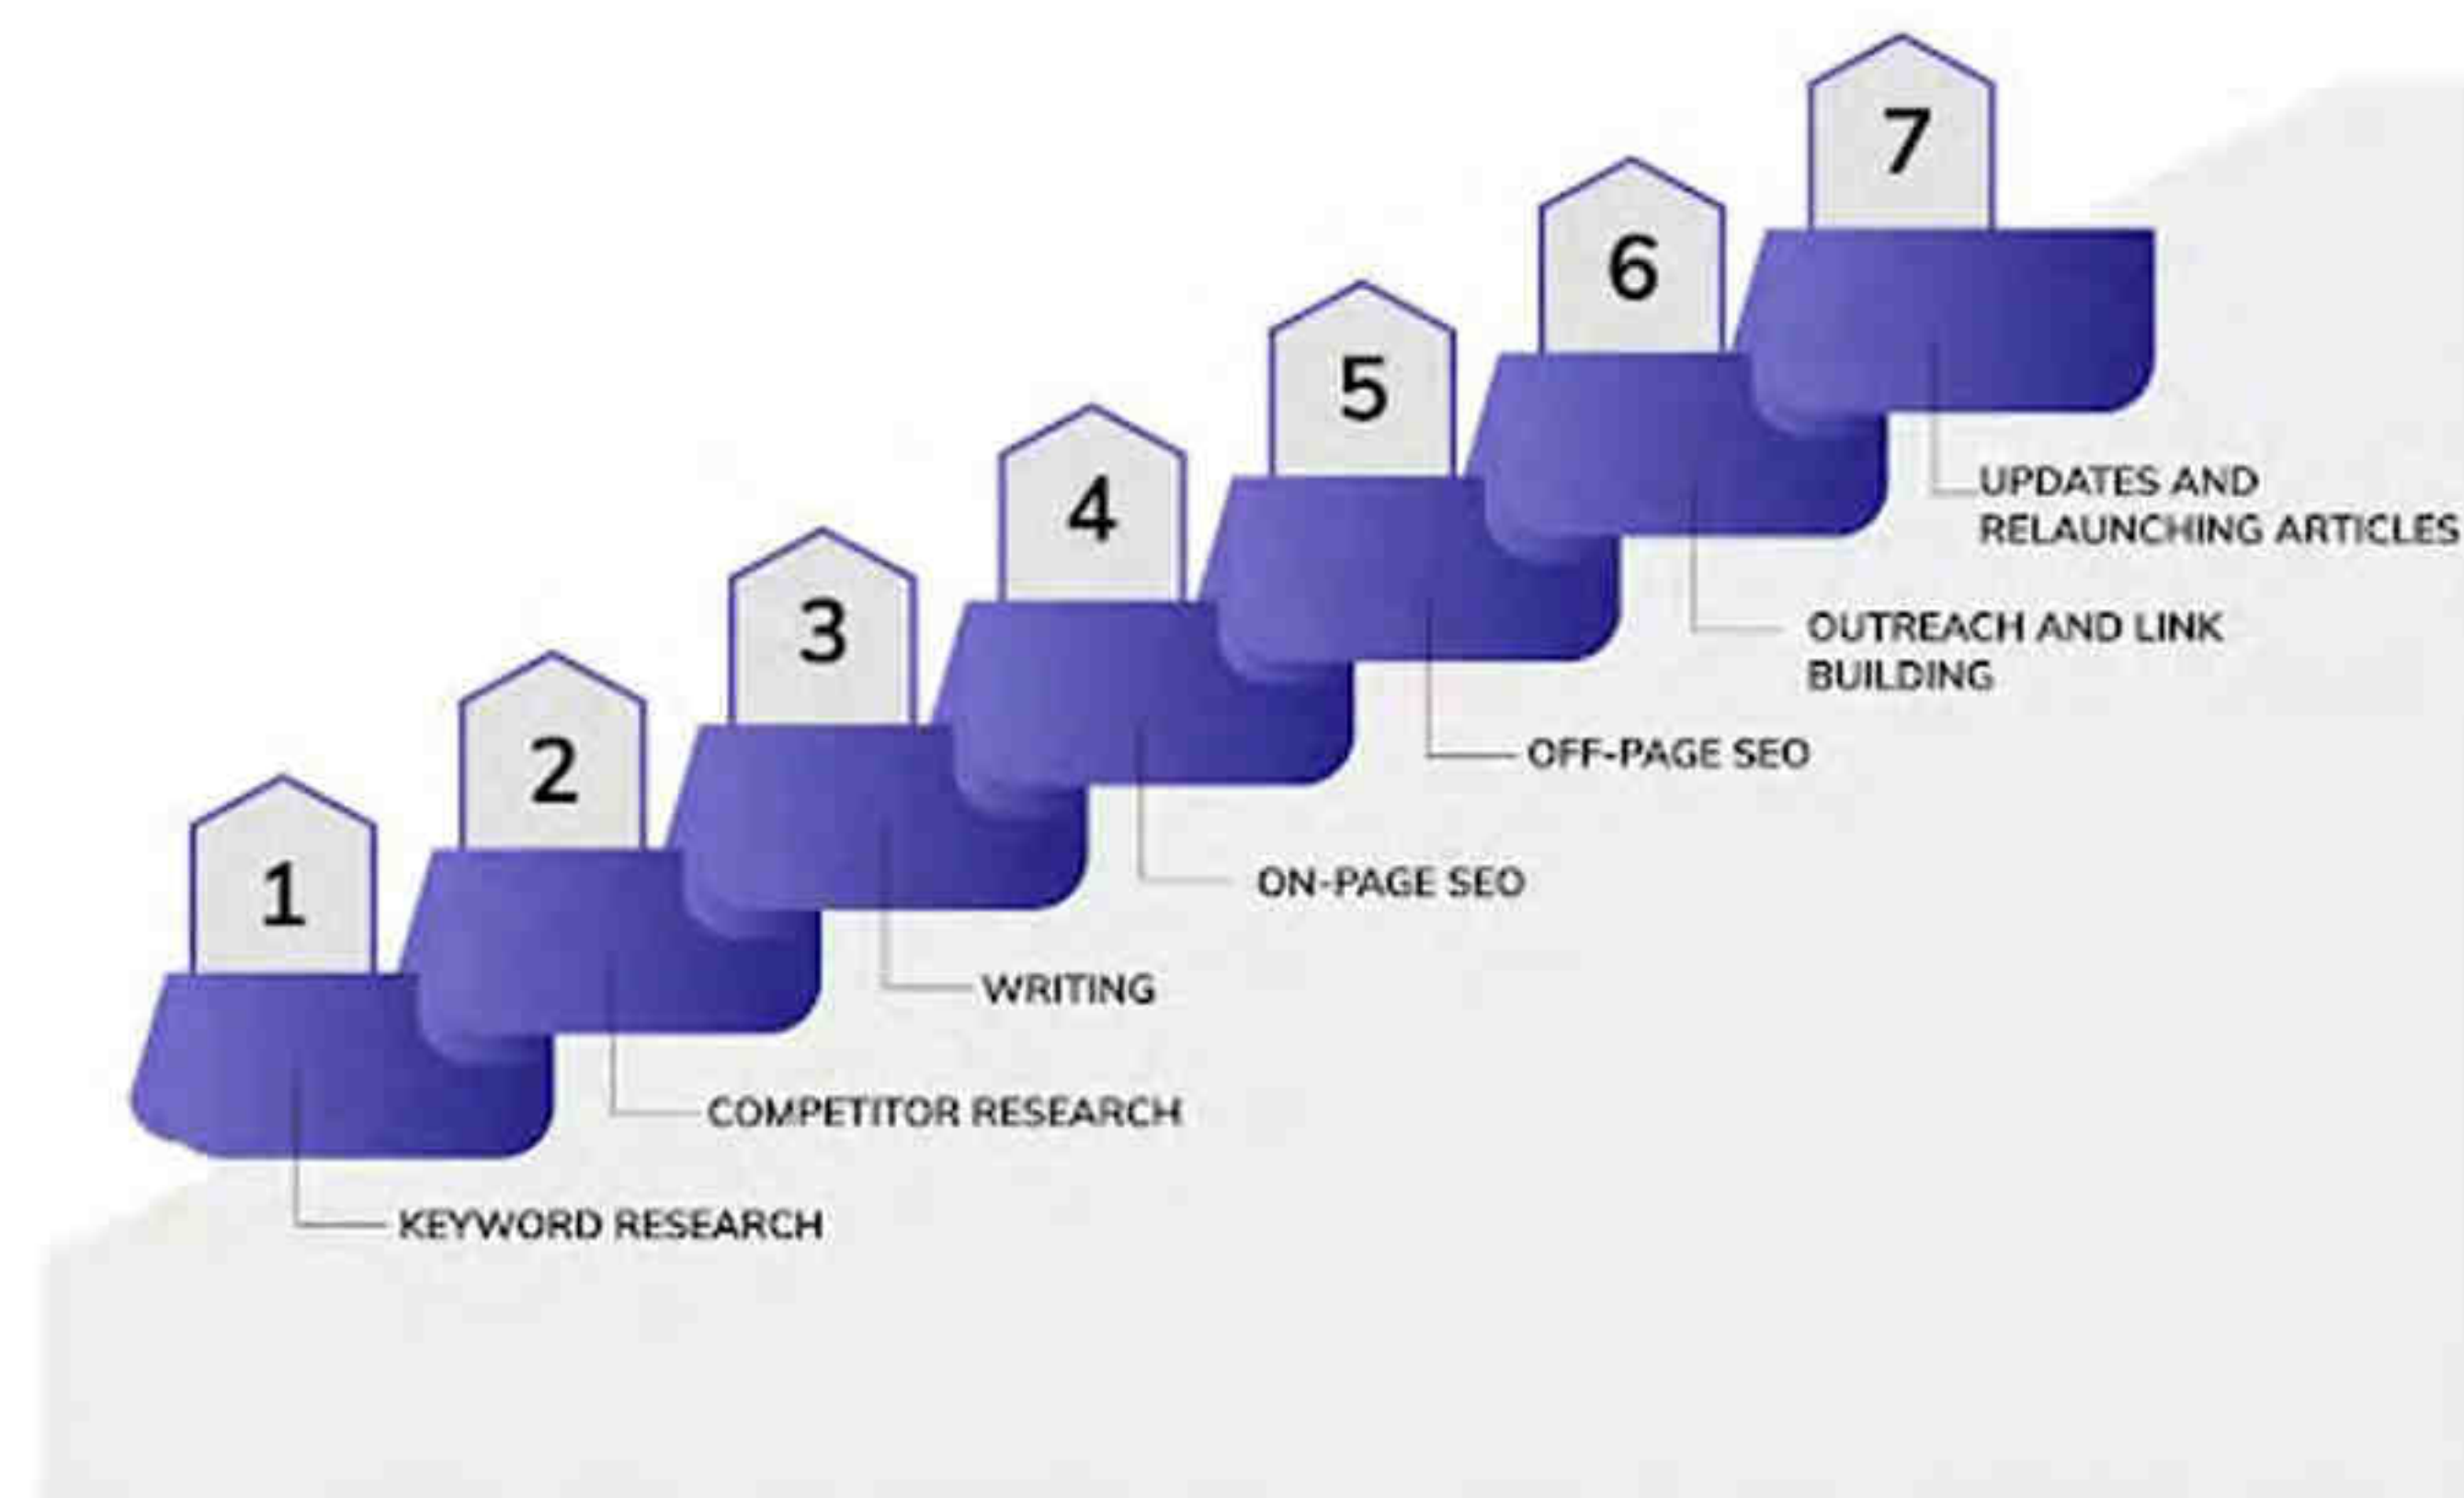 1
KEYWORD RESEARCH
2
COMPETITOR RESEARCH
3
WRITING
4
ON-PAGE SEO
5
OFF-PAGE SEO
6
OUTREACH AND LINK
BUILDING
7
UPDATES AND
RELAUNCHING ARTICLES